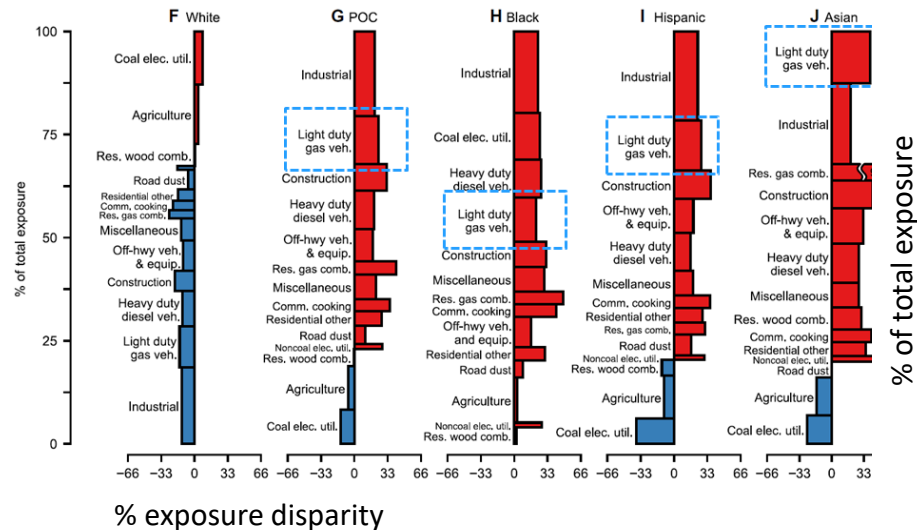 F White
G POC
H Black
I Hispanic
J Asian
% of total exposure
100
75
50
25
0
Coal elec. util.
Agriculture
Res. wood comb.
Road dust
Residential other
Comm. cooking
Res. gas comb.
Miscellaneous
Off-hwy veh.
& equip.
Construction
Heavy duty
diesel veh.
Light duty
gas veh.
Industrial
−66 −33 0 33 66
Industrial
Light duty
gas veh.
Construction
Heavy duty
diesel veh.
Off-hwy veh.
& equip.
Res. gas comb.
Miscellaneous
Comm. cooking
Residential other
Road dust
Noncoal elec. util.
Res. wood comb.
Agriculture
Coal elec. util.
−66 −33 0 33 66
Industrial
Coal elec. util.
Heavy duty
diesel veh.
Light duty
gas veh.
Construction
Miscellaneous
Res. gas comb.
Comm. cooking
Off-hwy veh.
and equip.
Residential other
Road dust
Agriculture
Noncoal elec. util.
Res. wood comb.
−66 −33 0 33 66
Industrial
Light duty
gas veh.
Construction
Off-hwy veh.
& equip.
Heavy duty
diesel veh.
Miscellaneous
Comm. cooking
Residential other
Res. gas comb.
Road dust
Noncoal elec. util.
Res. wood comb.
Agriculture
Coal elec. util.
−66 −33 0 33 66
Light duty
gas veh.
Industrial
Res. gas comb.
Construction
Off-hwy veh.
& equip.
Heavy duty
diesel veh.
Miscellaneous
Res. wood comb.
Comm. cooking
Residential other
Noncoal elec. util.
Road dust
Agriculture
Coal elec. util.
−66 −33 0 33
% of total exposure
% exposure disparity